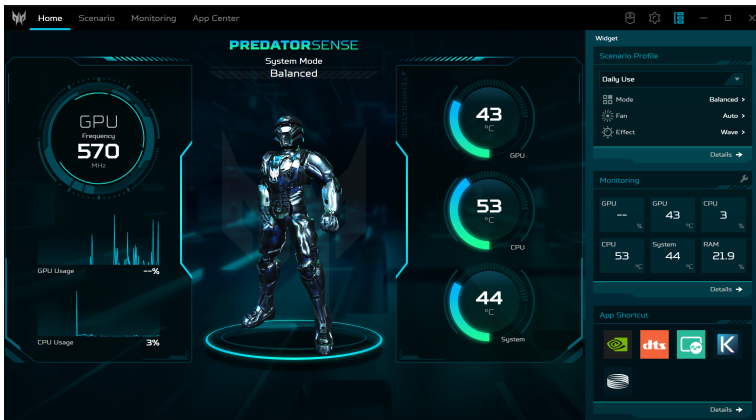 Home Scenario Monitoring App Center
PREDATORSENSE
System Mode
Balanced
GPU
Frequency
570
MHz
GPU Usage --%
CPU Usage 3%
TEMPERATURE
43
°C
GPU
53
°C
CPU
44
°C
System
Widget
Scenario Profile
Daily Use
Mode Balanced >
Fan Auto >
Effect Wave >
Details
Monitoring
GPU GPU CPU
-- 43 3
% °C %
CPU System RAM
53 44 21.9
°C °C %
Details
App Shortcut
dts K
Details